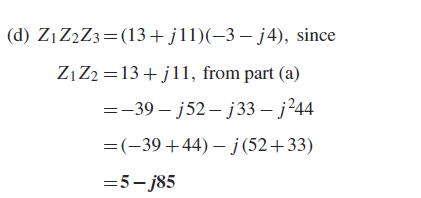 (d) Z₁Z₂Z₃=(13+j11)(−3−j4), since
Z₁Z₂=13+j11, from part (a)
=−39−j52−j33−j²44
=(−39+44)−j(52+33)
=5−j85